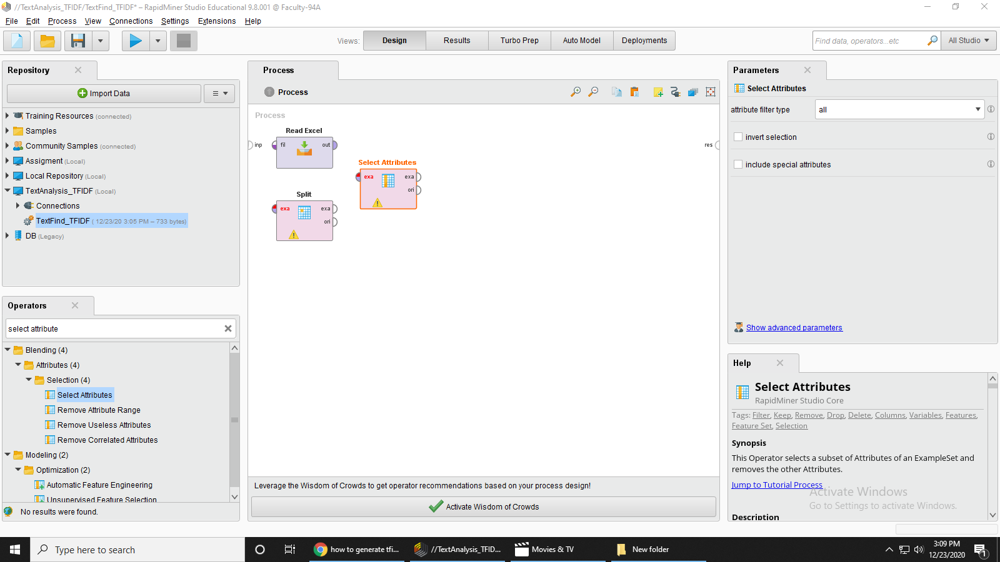 //TextAnalysis_TFIDF/TextFind_TFIDF* – RapidMiner Studio Educational 9.8.001 @ Faculty-94A
File Edit Process View Connections Settings Extensions Help
Views: Design Results Turbo Prep Auto Model Deployments
Find data, operators...etc All Studio
Repository
Import Data
Training Resources (connected)
Samples
Community Samples (connected)
Assigment (Local)
Local Repository (Local)
TextAnalysis_TFIDF (Local)
Connections
TextFind_TFIDF ( 12/23/20 3:05 PM – 733 bytes)
DB (Legacy)
Operators
select attribute
Blending (4)
Attributes (4)
Selection (4)
Select Attributes
Remove Attribute Range
Remove Useless Attributes
Remove Correlated Attributes
Modeling (2)
Optimization (2)
Automatic Feature Engineering
Unsupervised Feature Selection
No results were found.
Process
Process
Process
Read Excel
inp fil out res
Select Attributes
exa exa
ori
Split
exa exa
ori
Leverage the Wisdom of Crowds to get operator recommendations based on your process design!
Activate Wisdom of Crowds
Parameters
Select Attributes
attribute filter type all
invert selection
include special attributes
Show advanced parameters
Help
Select Attributes
RapidMiner Studio Core
Tags: Filter, Keep, Remove, Drop, Delete, Columns, Variables, Features,
Feature Set, Selection
Synopsis
This Operator selects a subset of Attributes of an ExampleSet and
removes the other Attributes.
Jump to Tutorial Process
Activate Windows
Go to Settings to activate Windows.
Description
Type here to search
how to generate tfi...
//TextAnalysis_TFID...
Movies & TV
New folder
3:09 PM
12/23/2020
1